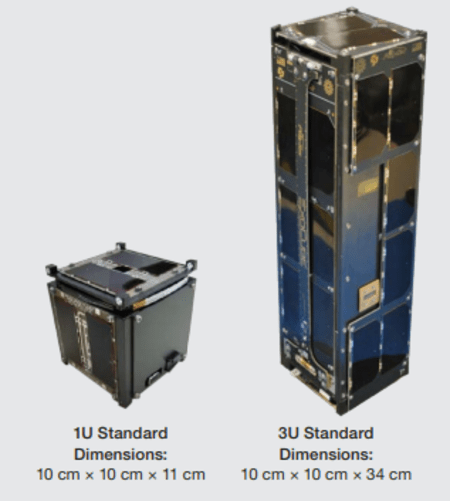 1U Standard
Dimensions:
10 cm × 10 cm × 11 cm
3U Standard
Dimensions:
10 cm × 10 cm × 34 cm